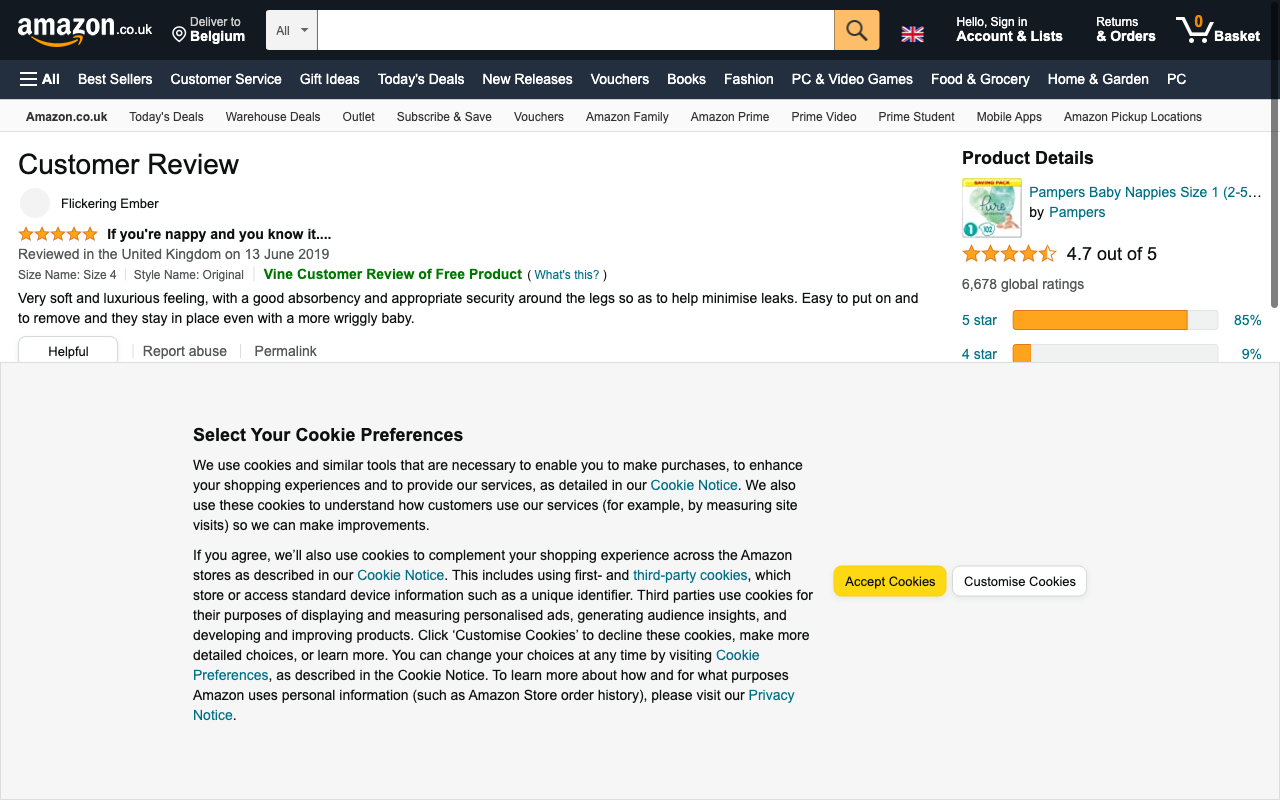 amazon.co.uk
Deliver to
Belgium
All
Hello, Sign in
Account & Lists
Returns
& Orders
0
Basket
All
Best Sellers
Customer Service
Gift Ideas
Today's Deals
New Releases
Vouchers
Books
Fashion
PC & Video Games
Food & Grocery
Home & Garden
PC
Amazon.co.uk
Today's Deals
Warehouse Deals
Outlet
Subscribe & Save
Vouchers
Amazon Family
Amazon Prime
Prime Video
Prime Student
Mobile Apps
Amazon Pickup Locations
Customer Review
Flickering Ember
If you're nappy and you know it....
Reviewed in the United Kingdom on 13 June 2019
Size Name: Size 4
Style Name: Original
Vine Customer Review of Free Product ( What's this? )
Very soft and luxurious feeling, with a good absorbency and appropriate security around the legs so as to help minimise leaks. Easy to put on and
to remove and they stay in place even with a more wriggly baby.
Helpful
Report abuse
Permalink
Product Details
SAVING PACK
Pure
1
102
Pampers Baby Nappies Size 1 (2-5...
by Pampers
4.7 out of 5
6,678 global ratings
5 star
85%
4 star
9%
Select Your Cookie Preferences
We use cookies and similar tools that are necessary to enable you to make purchases, to enhance
your shopping experiences and to provide our services, as detailed in our Cookie Notice. We also
use these cookies to understand how customers use our services (for example, by measuring site
visits) so we can make improvements.
If you agree, we’ll also use cookies to complement your shopping experience across the Amazon
stores as described in our Cookie Notice. This includes using first- and third-party cookies, which
store or access standard device information such as a unique identifier. Third parties use cookies for
their purposes of displaying and measuring personalised ads, generating audience insights, and
developing and improving products. Click ‘Customise Cookies’ to decline these cookies, make more
detailed choices, or learn more. You can change your choices at any time by visiting Cookie
Preferences, as described in the Cookie Notice. To learn more about how and for what purposes
Amazon uses personal information (such as Amazon Store order history), please visit our Privacy
Notice.
Accept Cookies
Customise Cookies